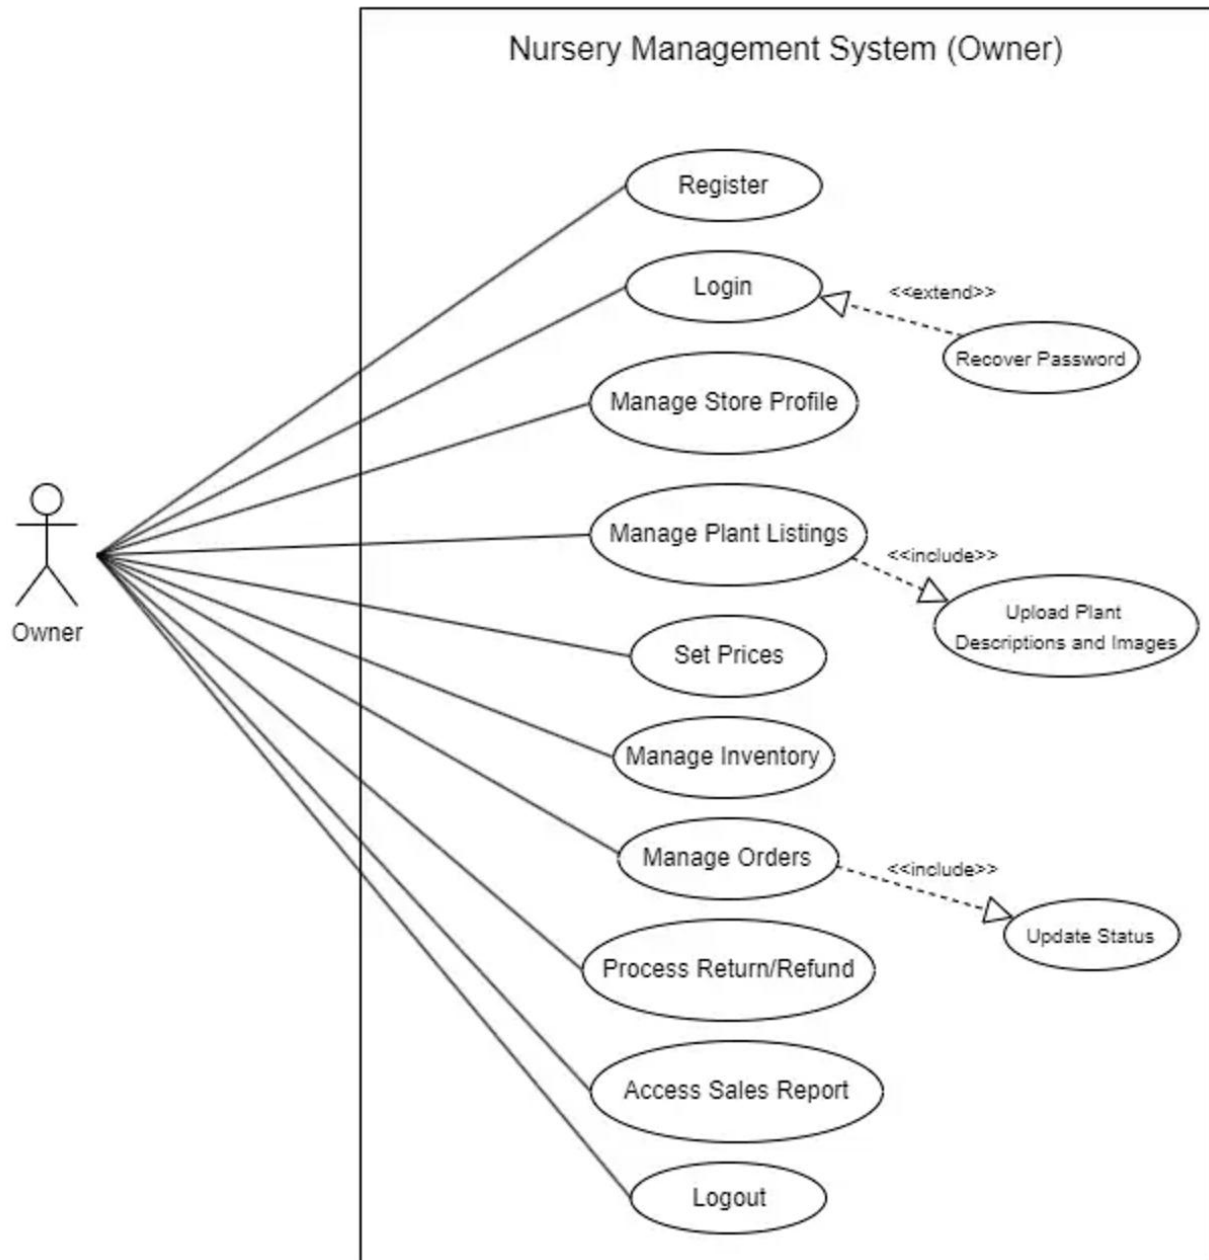 Nursery Management System (Owner)
Register
Login
<<extend>>
Recover Password
Manage Store Profile
Manage Plant Listings
<<include>>
Upload Plant
Descriptions and Images
Owner
Set Prices
Manage Inventory
Manage Orders
<<include>>
Update Status
Process Return/Refund
Access Sales Report
Logout